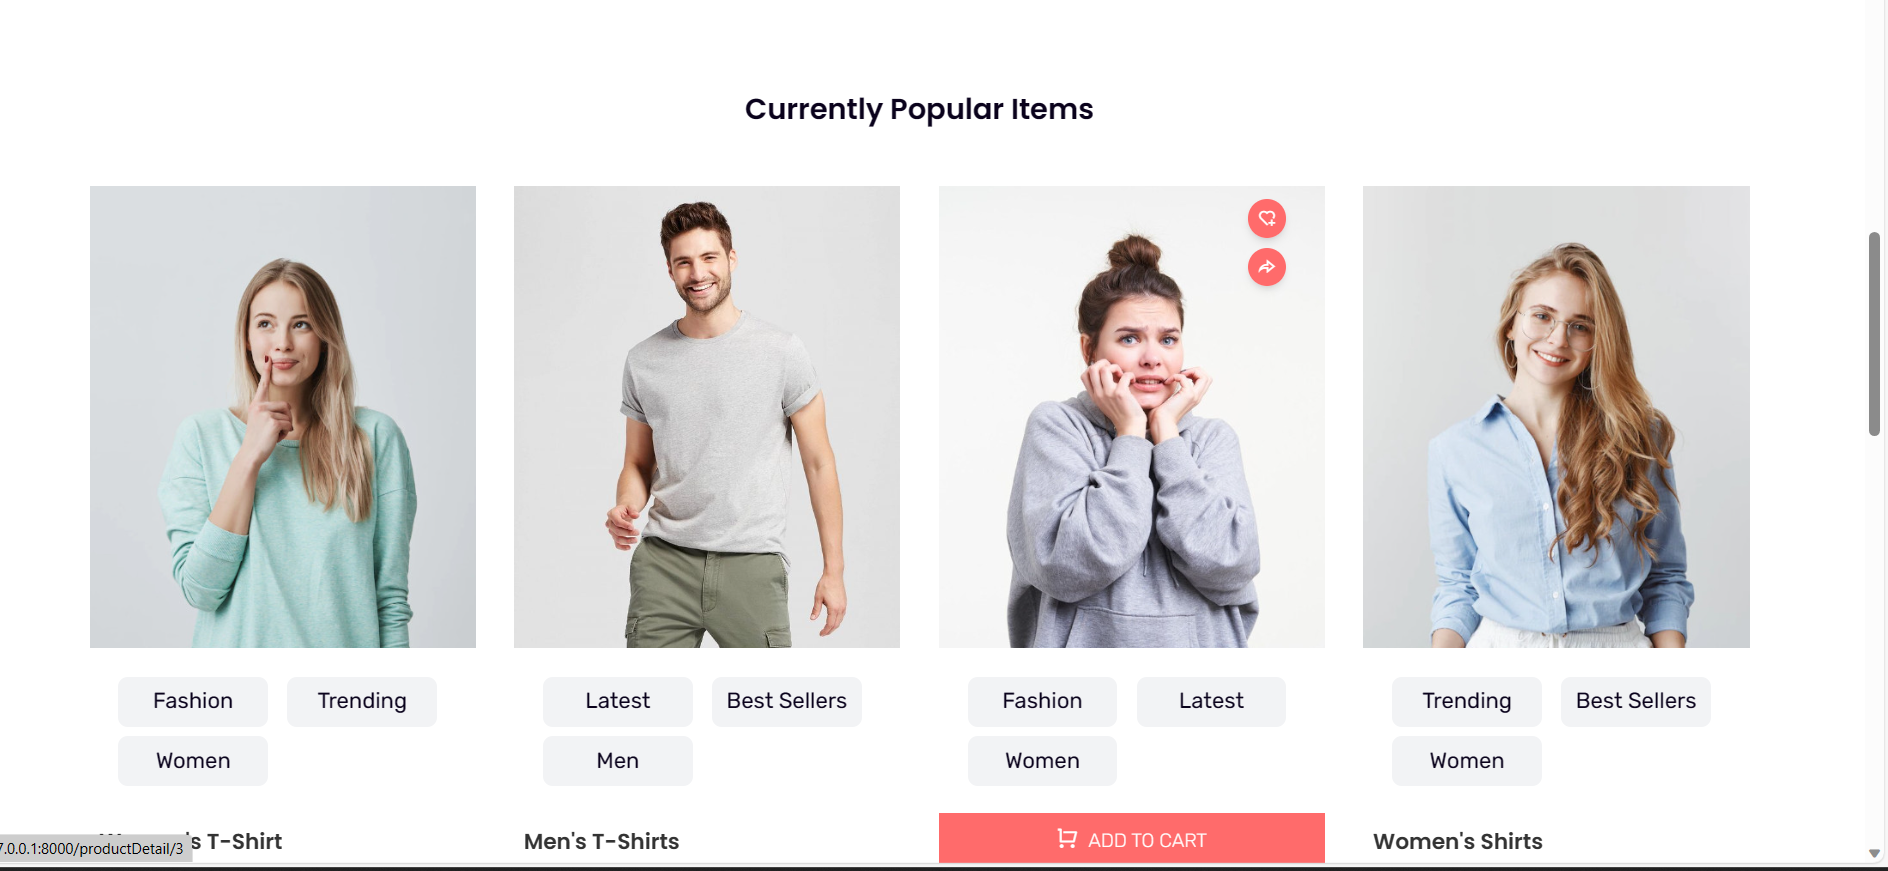 Currently Popular Items
Fashion Trending Latest Best Sellers Fashion Latest Trending Best Sellers
Women Men Women Women
T-Shirt Men's T-Shirts ADD TO CART Women's Shirts
7.0.0.1:8000/productDetail/3